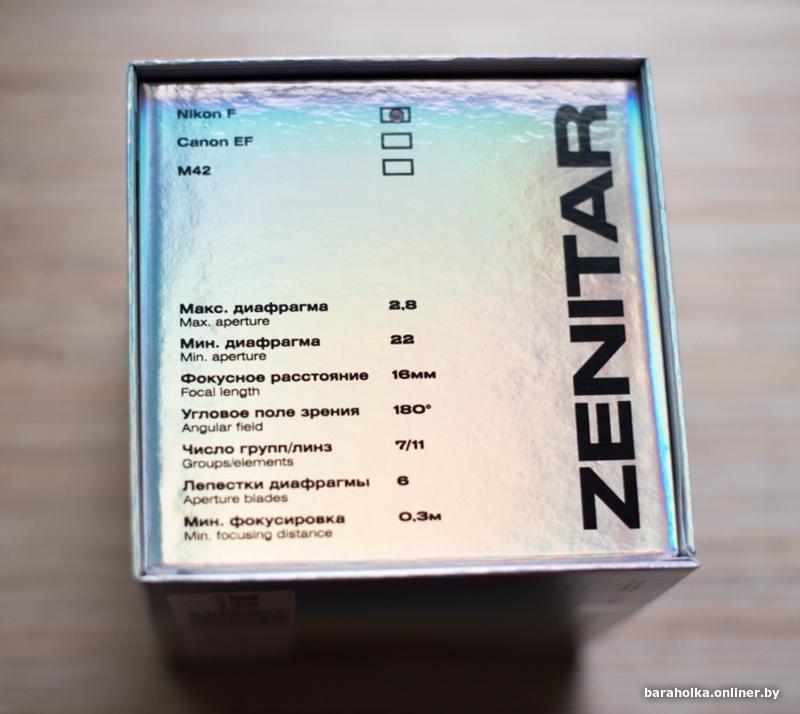 Nikon F
Canon EF
M42
ZENITAR
Макс. диафрагма 2,8
Max. aperture
Мин. диафрагма 22
Min. aperture
Фокусное расстояние 16мм
Focal length
Угловое поле зрения 180°
Angular field
Число групп/линз 7/11
Groups/elements
Лепестки диафрагмы 6
Aperture blades
Мин. фокусировка 0,3м
Min. focusing distance
baraholka.onliner.by